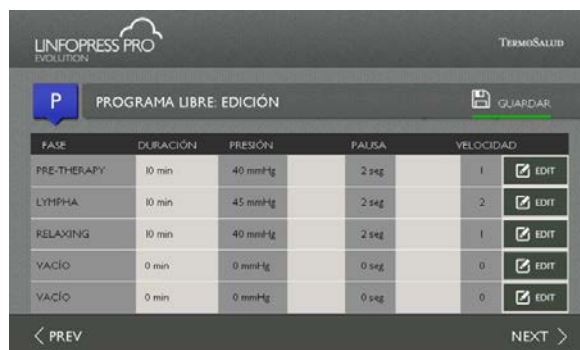 LINFOPRESS PRO
EVOLUTION
TERMOSALUD
P PROGRAMA LIBRE: EDICIÓN GUARDAR
FASE DURACIÓN PRESIÓN PAUSA VELOCIDAD
PRE-THERAPY 10 min 40 mmHg 2 seg 1 EDIT
LYMPHA 10 min 45 mmHg 2 seg 2 EDIT
RELAXING 10 min 40 mmHg 2 seg 1 EDIT
VACÍO 0 min 0 mmHg 0 seg 0 EDIT
VACÍO 0 min 0 mmHg 0 seg 0 EDIT
< PREV NEXT >